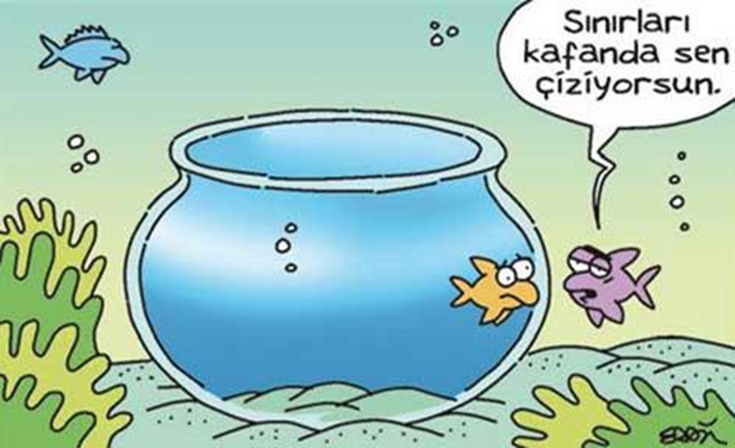 Sınırları
kafanda sen
çiziyorsun.